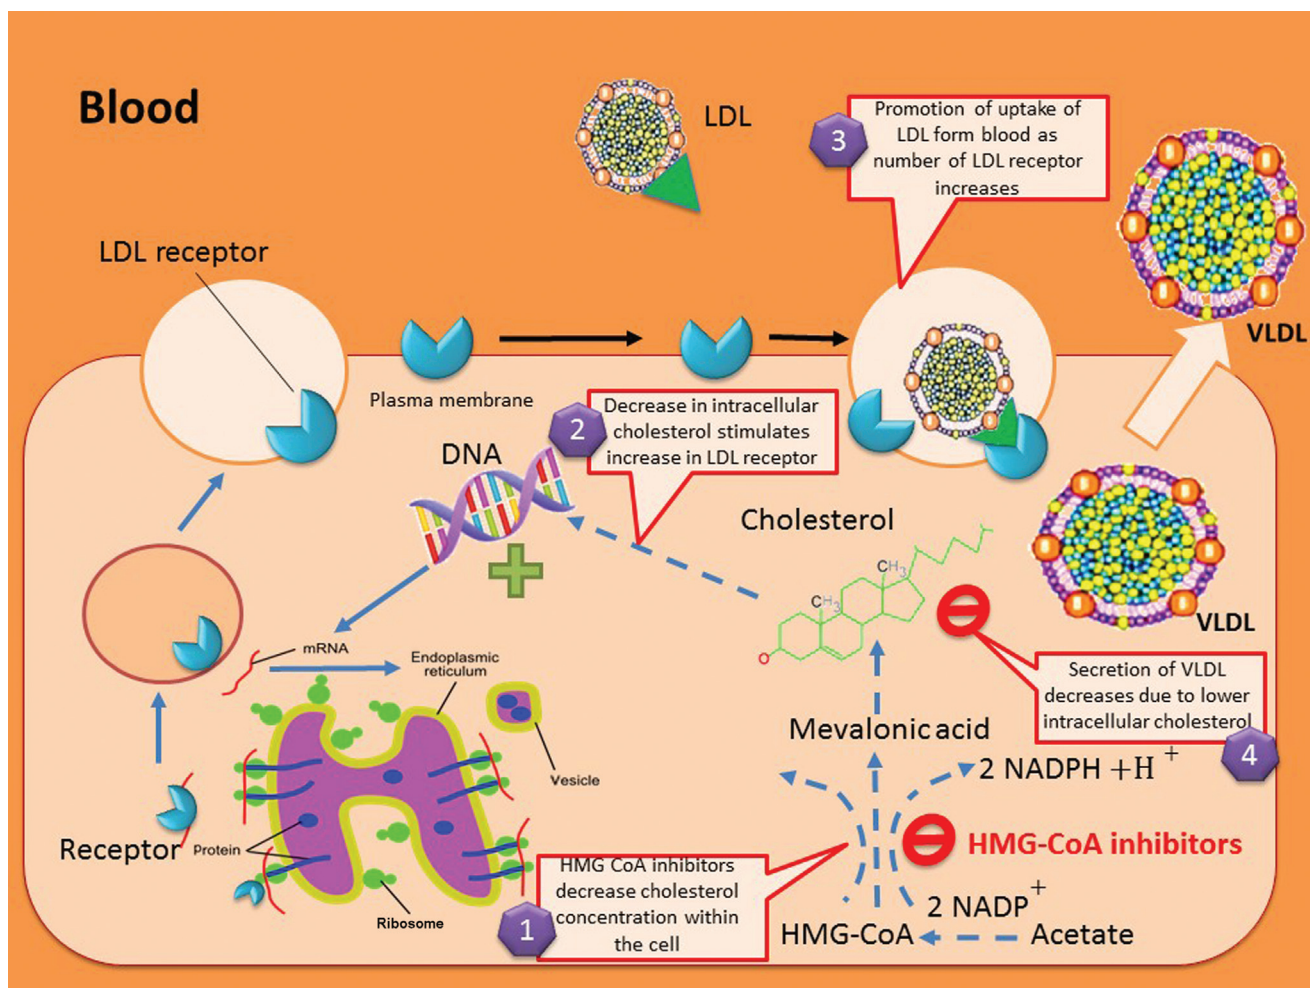 Blood
LDL
3
Promotion of uptake of
LDL form blood as
number of LDL receptor
increases
VLDL
LDL receptor
Plasma membrane
2
Decrease in intracellular
cholesterol stimulates
increase in LDL receptor
DNA
Cholesterol
CH3
CH3
O
VLDL
mRNA
Endoplasmic
reticulum
Vesicle
Secretion of VLDL
decreases due to lower
intracellular cholesterol
4
Mevalonic acid
2 NADPH +H +
Receptor
Protein
Ribosome
HMG-CoA inhibitors
1
HMG CoA inhibitors
decrease cholesterol
concentration within
the cell
2 NADP+
HMG-CoA
Acetate